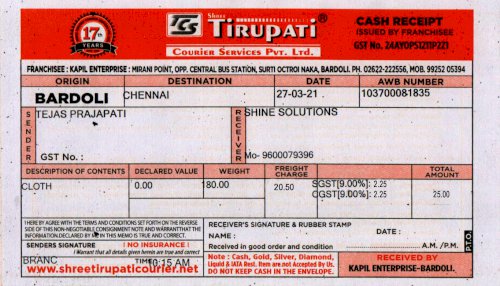 17th YEARS
Shree
TIRUPATI
COURIER SERVICES PVT. LTD.
CASH RECEIPT
ISSUED BY FRANCHISEE
GST No. 24AYOPS1211P2Z1
FRANCHISEE : KAPIL ENTERPRISE : MIRANI POINT, OPP. CENTRAL BUS STATION, SURTI OCTROI NAKA, BARDOLI. PH. 02622-222556, MOB. 99252 05394
ORIGIN DESTINATION DATE AWB NUMBER
BARDOLI CHENNAI 27-03-21 . 103700081835
SENDER TEJAS PRAJAPATI RECEIVER SHINE SOLUTIONS
GST No. : Mo- 9600079396
DESCRIPTION OF CONTENTS DECLARED VALUE WEIGHT FREIGHT CHARGE TOTAL AMOUNT
CLOTH 0.00 180.00 20.50 SGST[9.00%]: 2.25 25.00
CGST[9.00%]: 2.25
I HERE BY AGREE WITH THE TERMS AND CONDITIONS SET FORTH ON THE REVERSE
SIDE OF THIS NON-NEGOTIABLE CONSIGNMENT NOTE AND WARRANT THAT THE
INFORMATION DECLARED BY IN THIS MEMO IS TRUE AND CORRECT.
RECEIVER'S SIGNATURE & RUBBER STAMP
NAME : DATE :
Received in good order and condition A.M. /P.M.
P.T.O.
SENDERS SIGNATURE ( NO INSURANCE )
I Warrant that all details given herein are true and correct
BRANC 10:15 AM
www.shreetirupaticourier.net
Note : Cash, Gold, Silver, Diamond,
Liquid & IATA Rest. Item are not Accepted By Us.
DO NOT KEEP CASH IN THE ENVELOPE.
RECEIVED BY
KAPIL ENTERPRISE-BARDOLI.